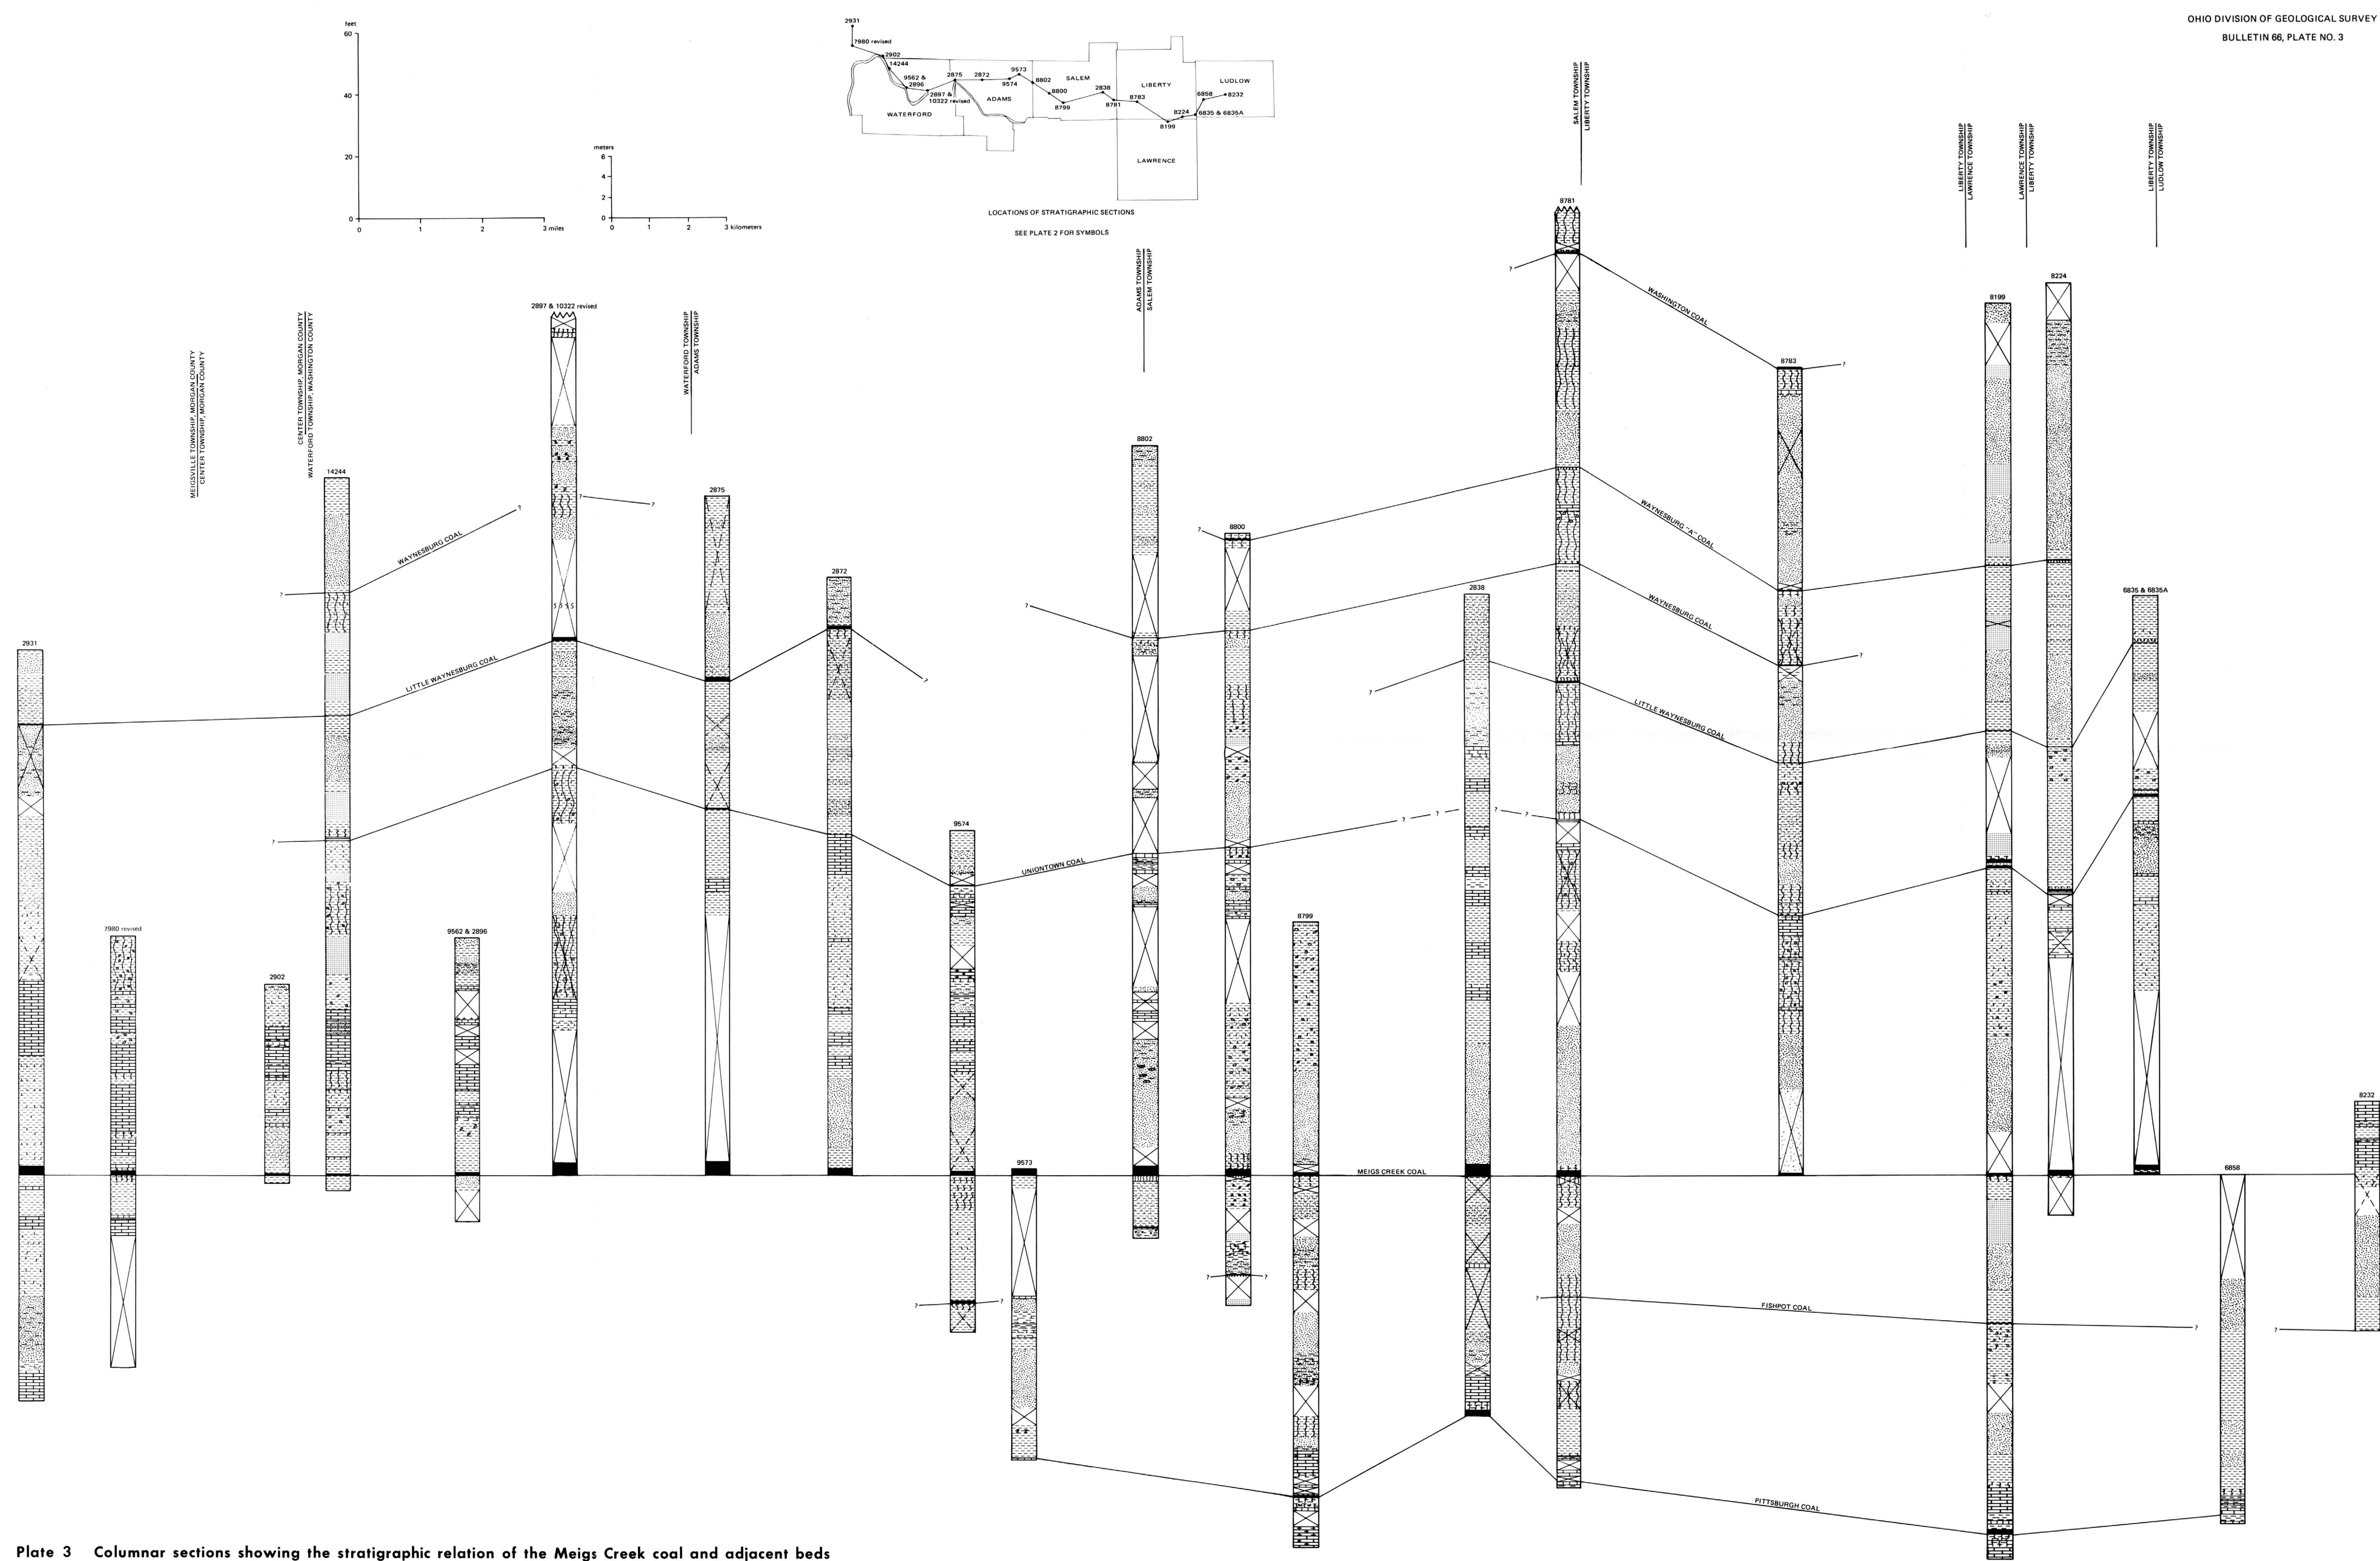 OHIO DIVISION OF GEOLOGICAL SURVEY
BULLETIN 66, PLATE NO. 3
feet
60
40
20
0
0 1 2 3 miles
meters
6
4
2
0
0 1 2 3 kilometers
2931
7980 revised
2902
14244
9562 &
2896
2897 &
10322 revised
2875
2872
9573
9574
8802
8800
8799
2838
8781
8783
8199
8224
6858
8232
6835 & 6835A
WATERFORD
ADAMS
SALEM
LIBERTY
LUDLOW
LAWRENCE
LOCATIONS OF STRATIGRAPHIC SECTIONS
SEE PLATE 2 FOR SYMBOLS
MEIGSVILLE TOWNSHIP, MORGAN COUNTY
CENTER TOWNSHIP, MORGAN COUNTY
CENTER TOWNSHIP, MORGAN COUNTY
WATERFORD TOWNSHIP, WASHINGTON COUNTY
WATERFORD TOWNSHIP
ADAMS TOWNSHIP
ADAMS TOWNSHIP
SALEM TOWNSHIP
SALEM TOWNSHIP
LIBERTY TOWNSHIP
LIBERTY TOWNSHIP
LAWRENCE TOWNSHIP
LAWRENCE TOWNSHIP
LIBERTY TOWNSHIP
LIBERTY TOWNSHIP
LUDLOW TOWNSHIP
2931
7980 revised
2902
14244
9562 & 2896
2897 & 10322 revised
2875
2872
9574
9573
8802
8800
8799
2838
8781
8783
8199
8224
6835 & 6835A
6858
8232
WASHINGTON COAL
WAYNESBURG "A" COAL
WAYNESBURG COAL
WAYNESBURG COAL
LITTLE WAYNESBURG COAL
LITTLE WAYNESBURG COAL
UNIONTOWN COAL
MEIGS CREEK COAL
FISHPOT COAL
PITTSBURGH COAL
? ? ? ? ? ? ? ? ? ? ? ? ? ? ? ? ? ? ? ? ? ? ? ?
Plate 3 Columnar sections showing the stratigraphic relation of the Meigs Creek coal and adjacent beds